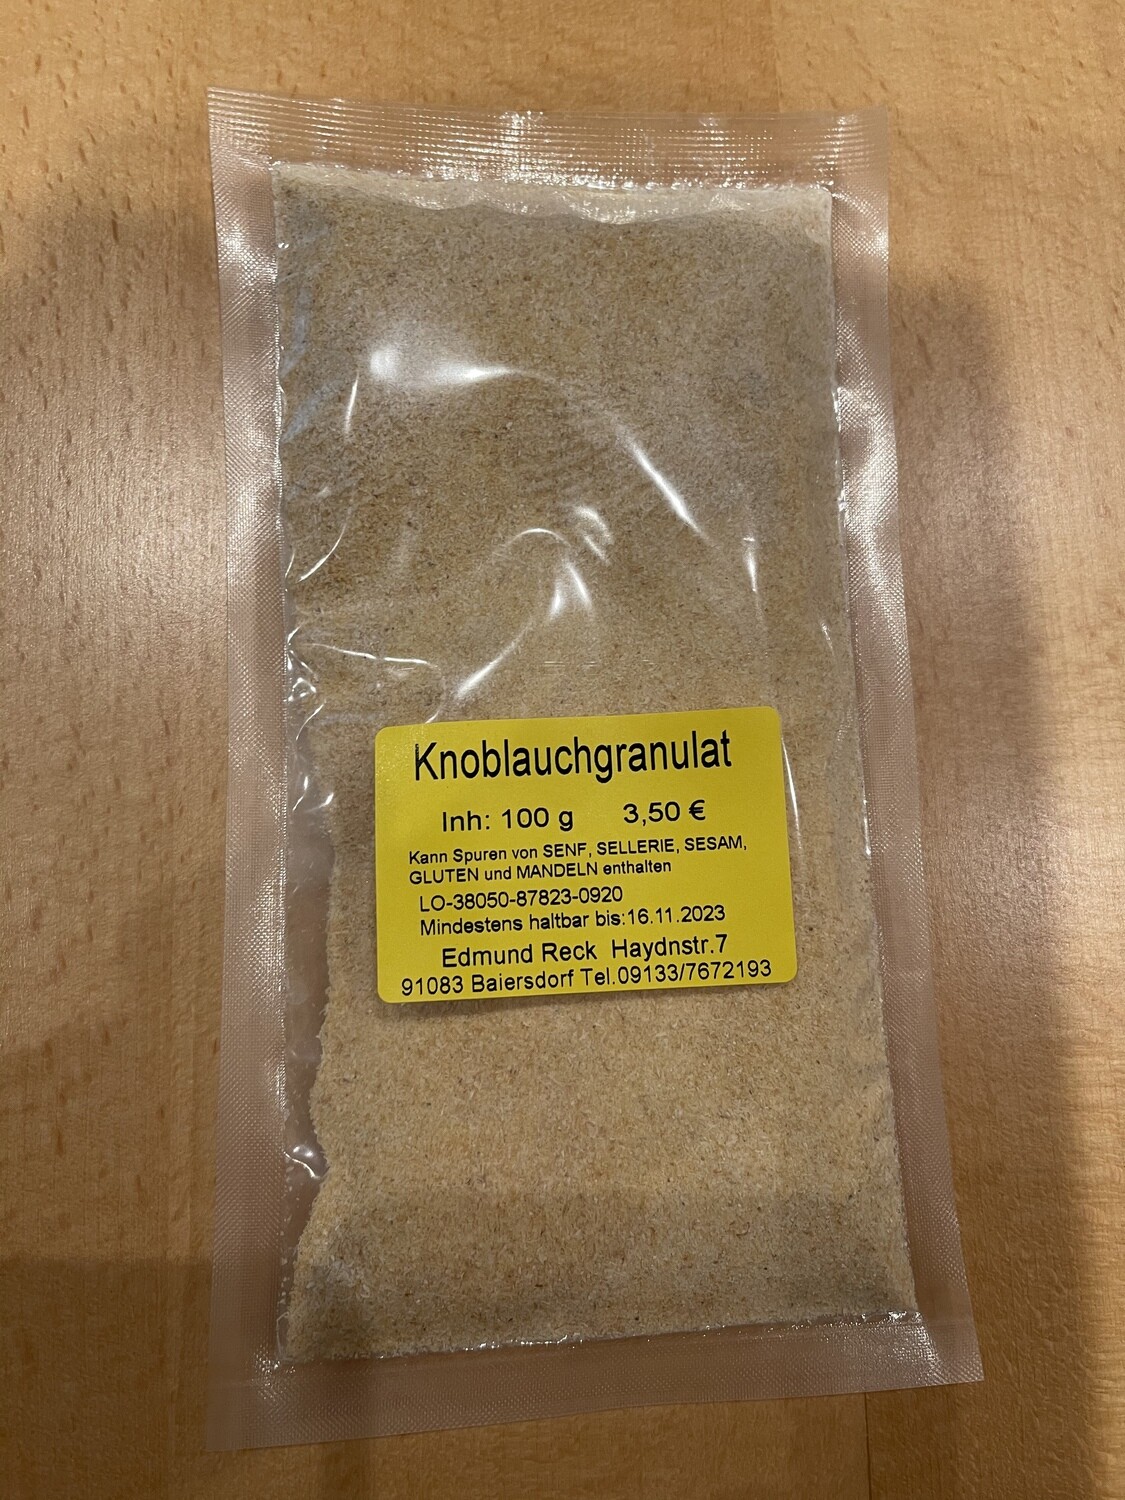 Knoblauchgranulat
Inh: 100 g 3,50 €
Kann Spuren von SENF, SELLERIE, SESAM,
GLUTEN und MANDELN enthalten
LO-38050-87823-0920
Mindestens haltbar bis:16.11.2023
Edmund Reck Haydnstr.7
91083 Baiersdorf Tel.09133/7672193